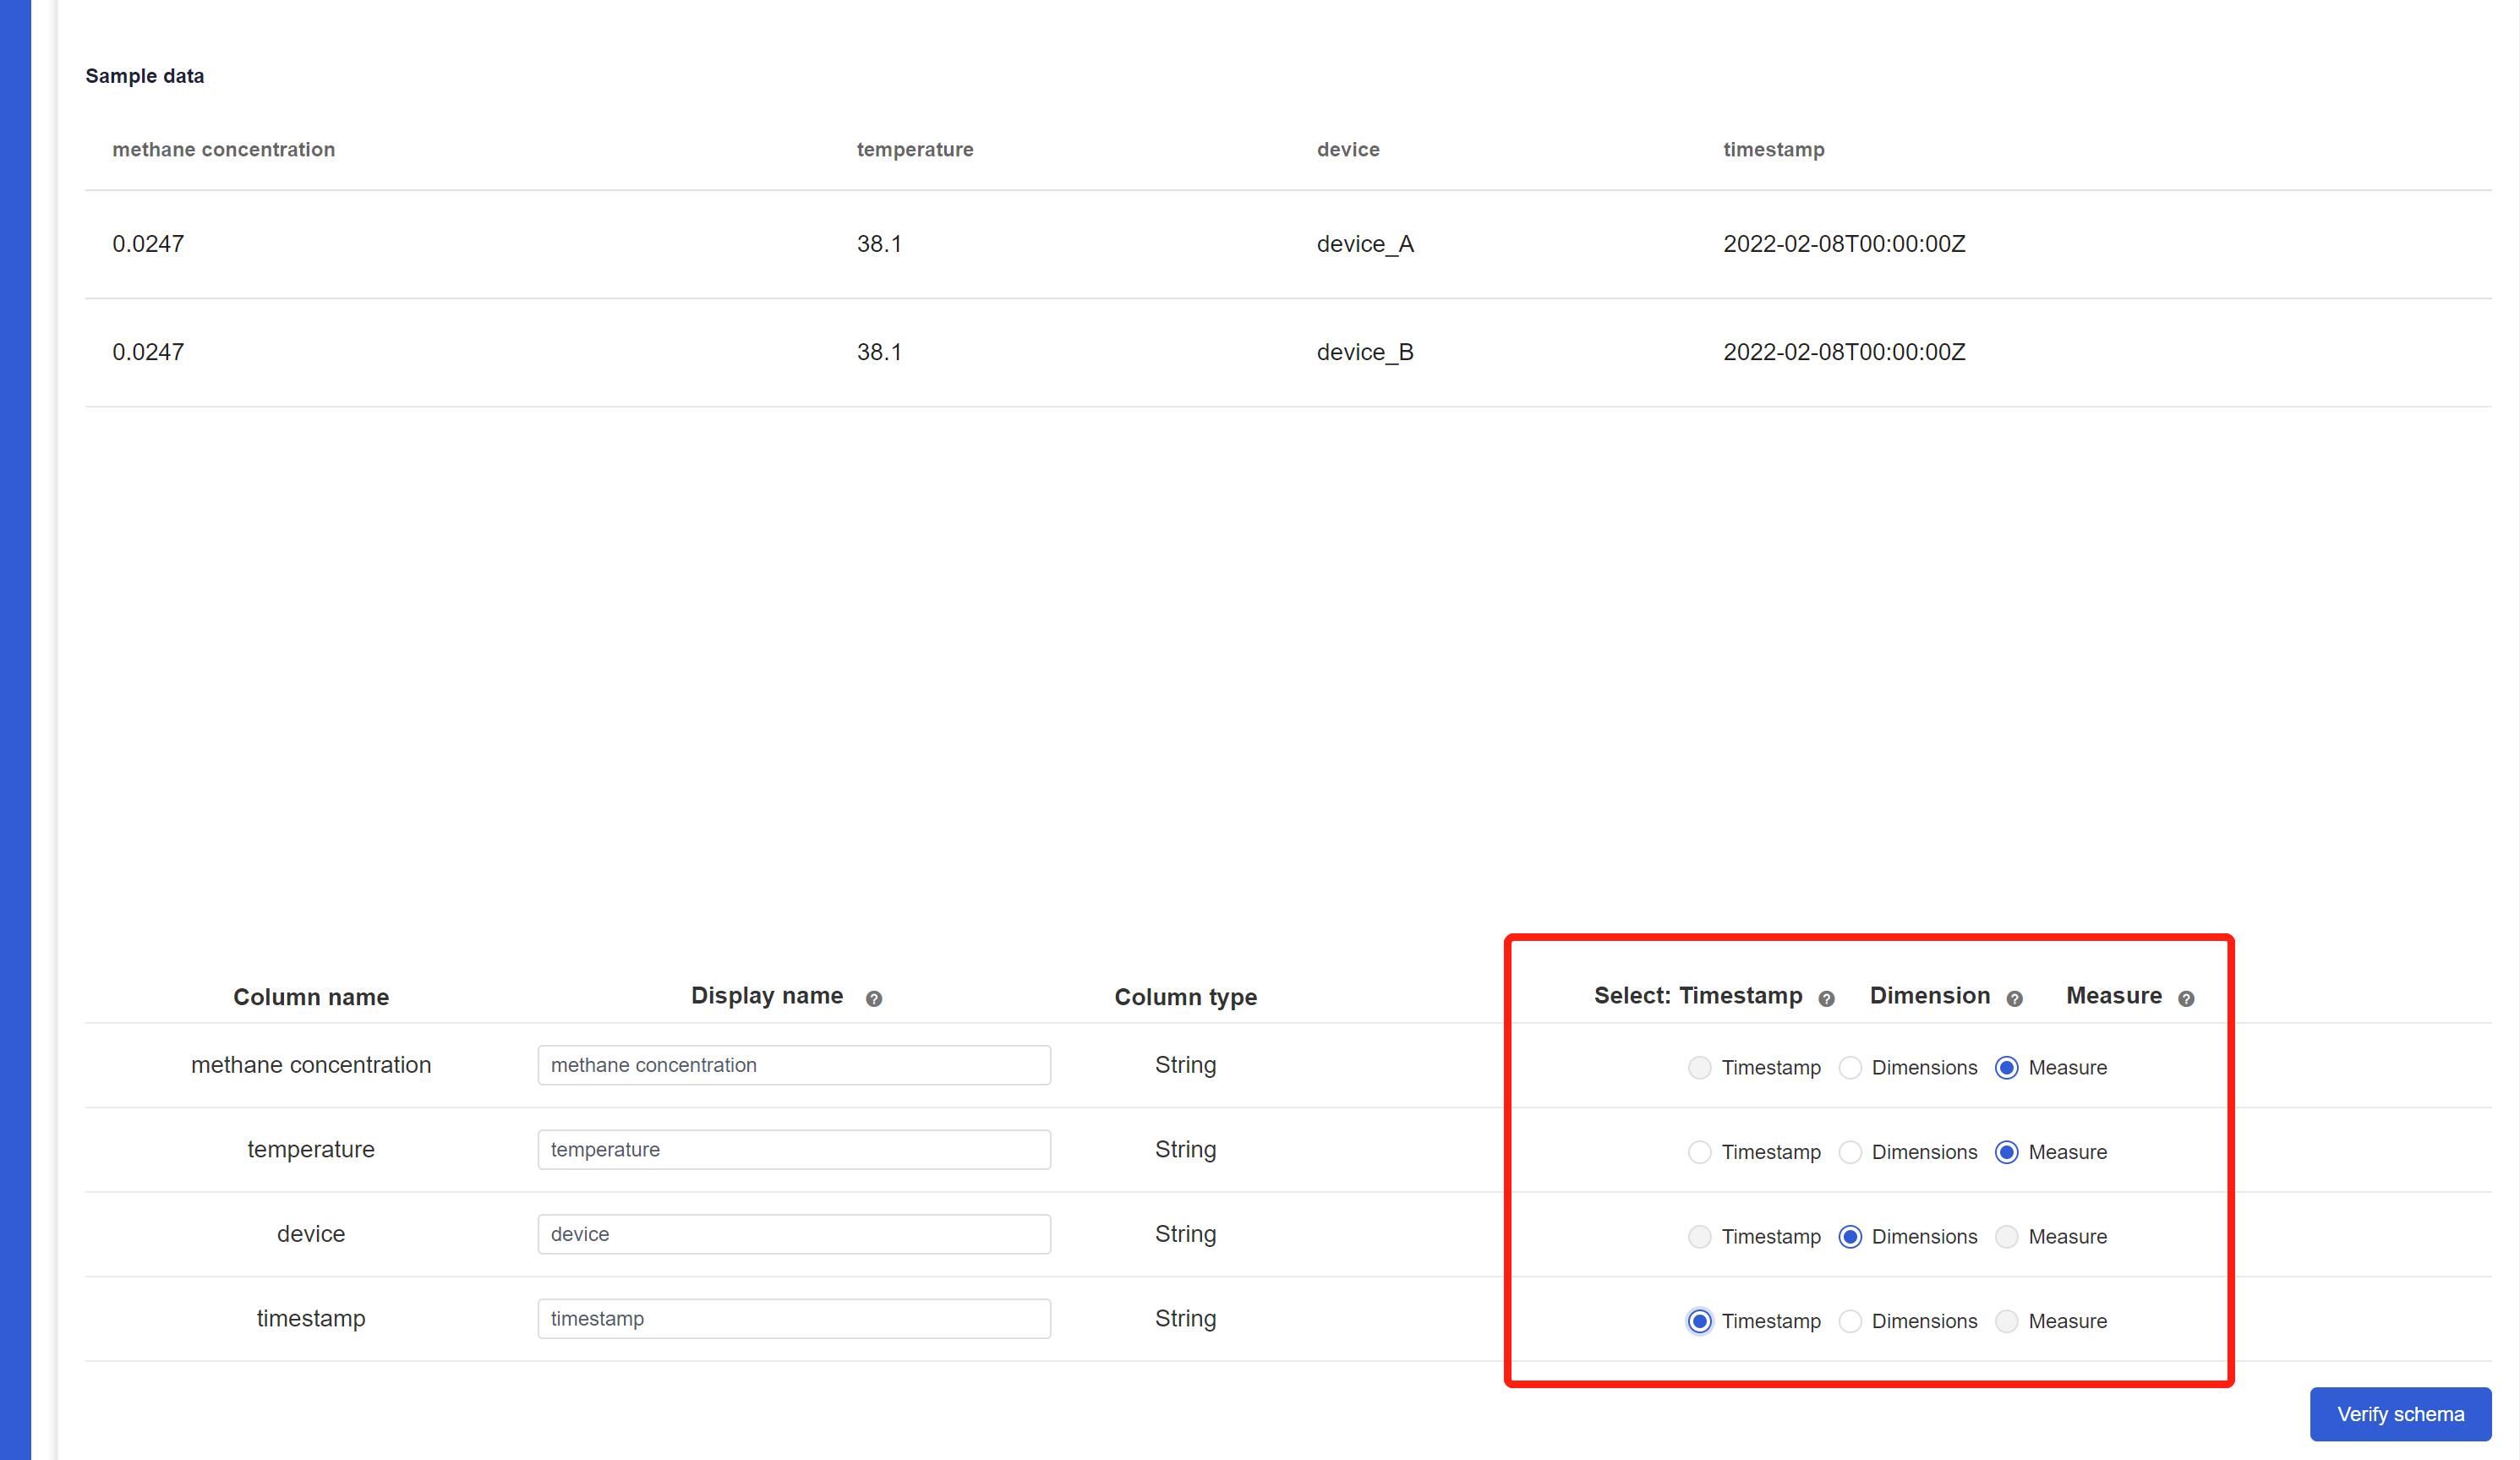 Sample data
methane concentration temperature device timestamp
0.0247 38.1 device_A 2022-02-08T00:00:00Z
0.0247 38.1 device_B 2022-02-08T00:00:00Z
Column name Display name ? Column type Select: Timestamp ? Dimension ? Measure ?
methane concentration methane concentration String Timestamp Dimensions Measure
temperature temperature String Timestamp Dimensions Measure
device device String Timestamp Dimensions Measure
timestamp timestamp String Timestamp Dimensions Measure
Verify schema